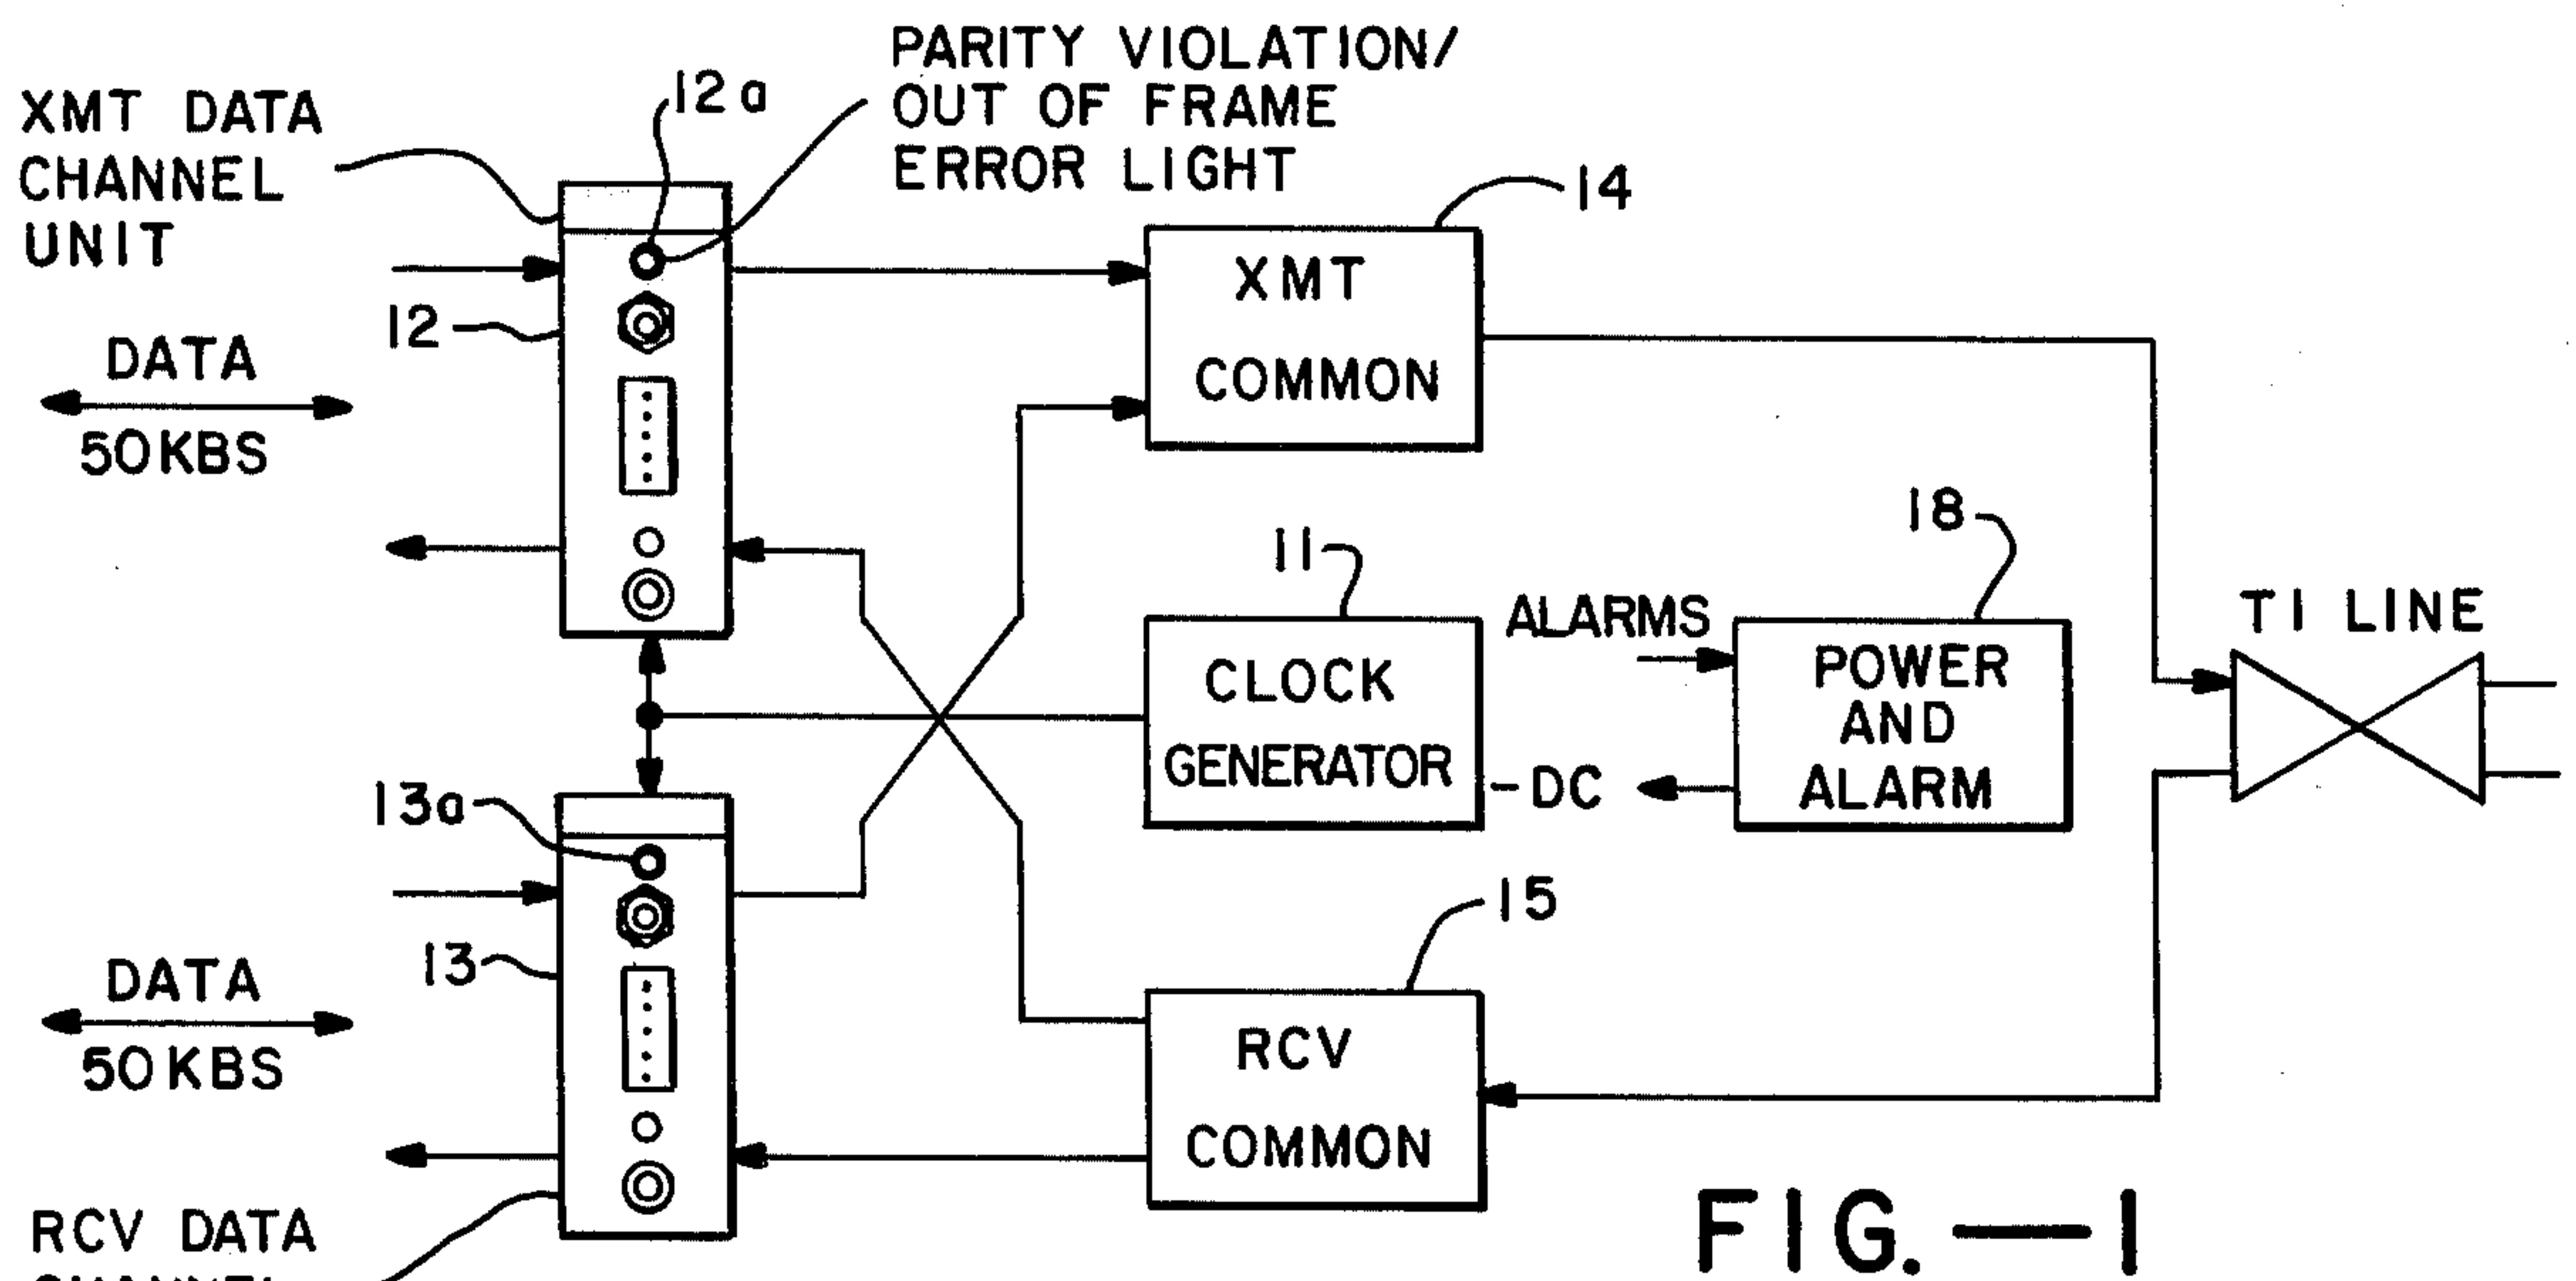 PARITY VIOLATION/
OUT OF FRAME
ERROR LIGHT
12a
XMT DATA
CHANNEL
UNIT
14
XMT
COMMON
12
DATA
50KBS
18
11
ALARMS
T1 LINE
CLOCK
GENERATOR
POWER
AND
ALARM
-DC
13a
15
13
DATA
50KBS
RCV
COMMON
RCV DATA
CHANNEL
FIG.—1